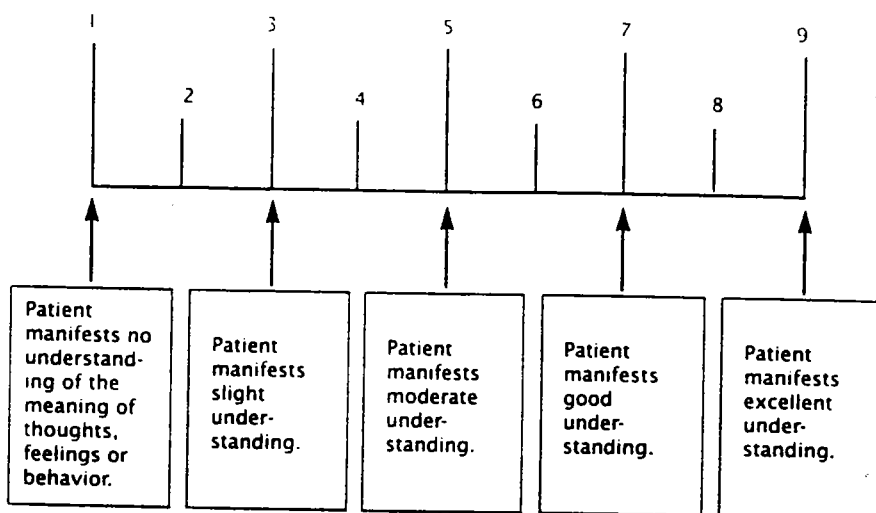 1
3
5
7
9
2
4
6
8
Patient
manifests no
understand-
ing of the
meaning of
thoughts,
feelings or
behavior.
Patient
manifests
slight
under-
standing.
Patient
manifests
moderate
under-
standing.
Patient
manifests
good
under-
standing.
Patient
manifests
excellent
under-
standing.